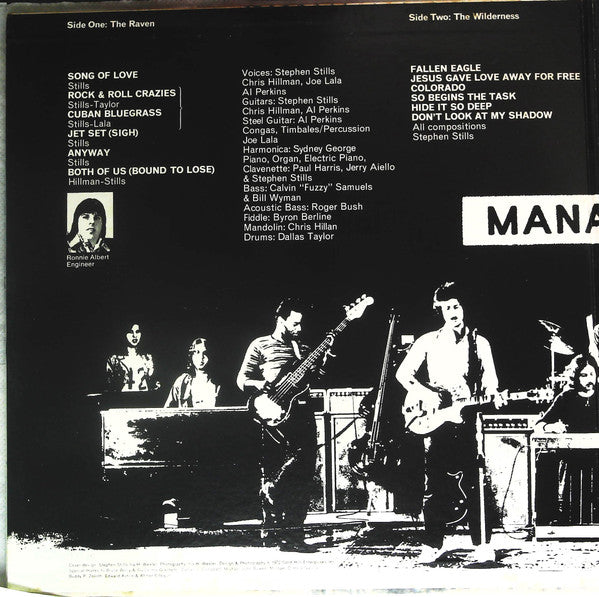 Side One: The Raven
SONG OF LOVE
Stills
ROCK & ROLL CRAZIES
Stills-Taylor
CUBAN BLUEGRASS
Stills-Lala
JET SET (SIGH)
Stills
ANYWAY
Stills
BOTH OF US (BOUND TO LOSE)
Hillman-Stills
Ronnie Albert
Engineer
Voices: Stephen Stills
Chris Hillman, Joe Lala
Al Perkins
Guitars: Stephen Stills
Chris Hillman, Al Perkins
Steel Guitar: Al Perkins
Congas, Timbales/Percussion
Joe Lala
Harmonica: Sydney George
Piano, Organ, Electric Piano,
Clavenette: Paul Harris, Jerry Aiello
& Stephen Stills
Bass: Calvin "Fuzzy" Samuels
& Bill Wyman
Acoustic Bass: Roger Bush
Fiddle: Byron Berline
Mandolin: Chris Hillan
Drums: Dallas Taylor
Side Two: The Wilderness
FALLEN EAGLE
JESUS GAVE LOVE AWAY FOR FREE
COLORADO
SO BEGINS THE TASK
HIDE IT SO DEEP
DON'T LOOK AT MY SHADOW
All compositions
Stephen Stills
MANA